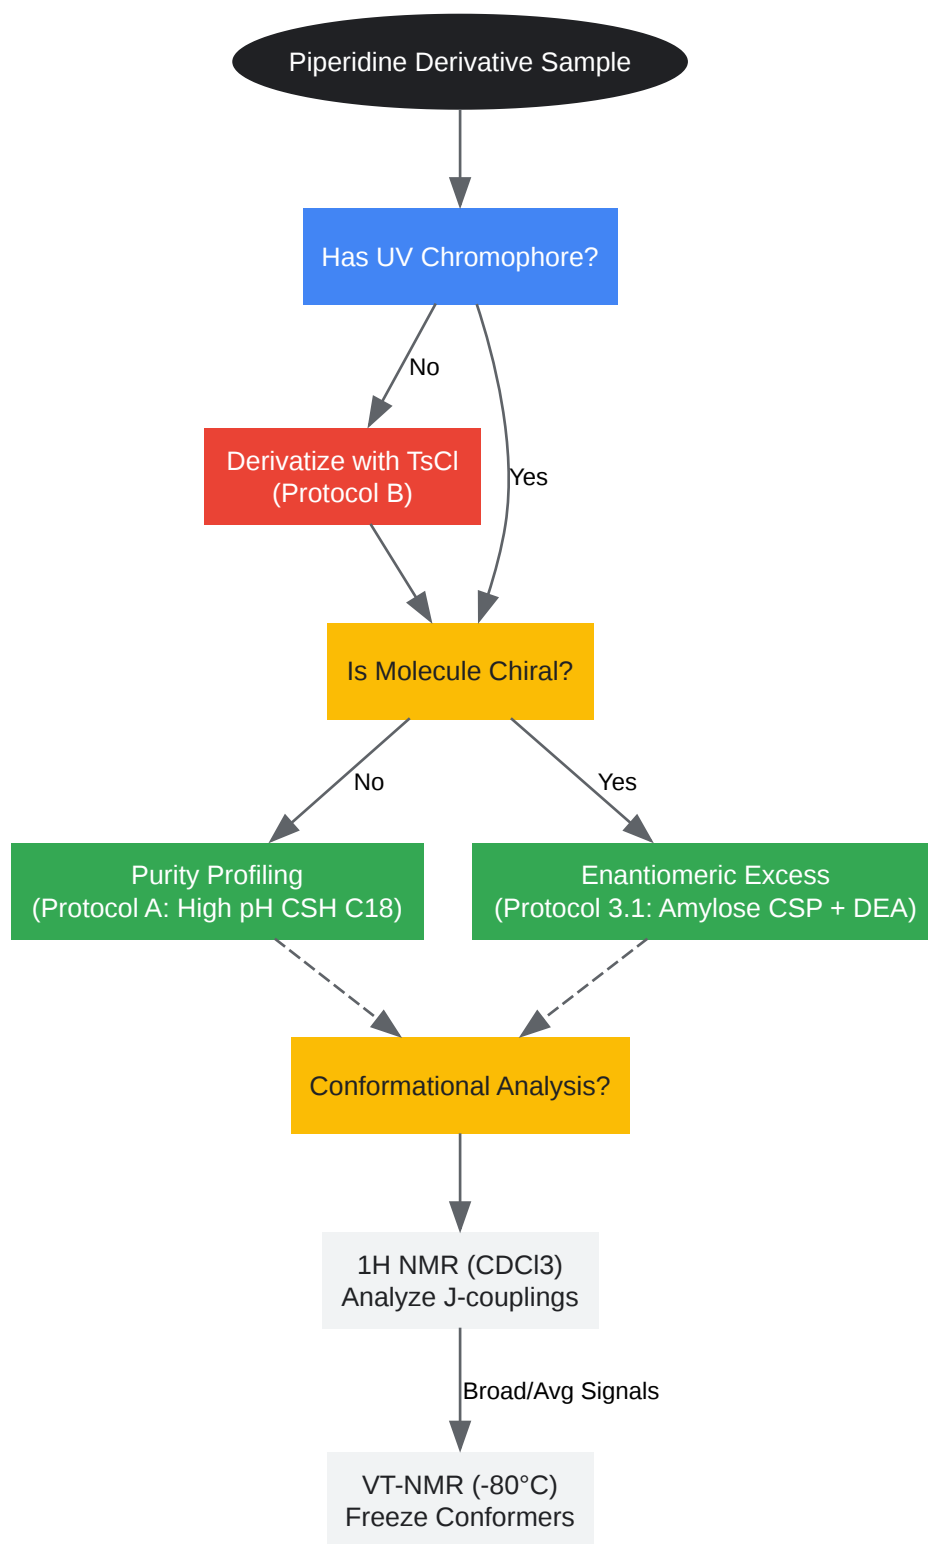 Piperidine Derivative Sample
Has UV Chromophore?
No
Derivatize with TsCl
(Protocol B)
Yes
Is Molecule Chiral?
No
Yes
Purity Profiling
(Protocol A: High pH CSH C18)
Enantiomeric Excess
(Protocol 3.1: Amylose CSP + DEA)
Conformational Analysis?
1H NMR (CDCl3)
Analyze J-couplings
Broad/Avg Signals
VT-NMR (-80°C)
Freeze Conformers